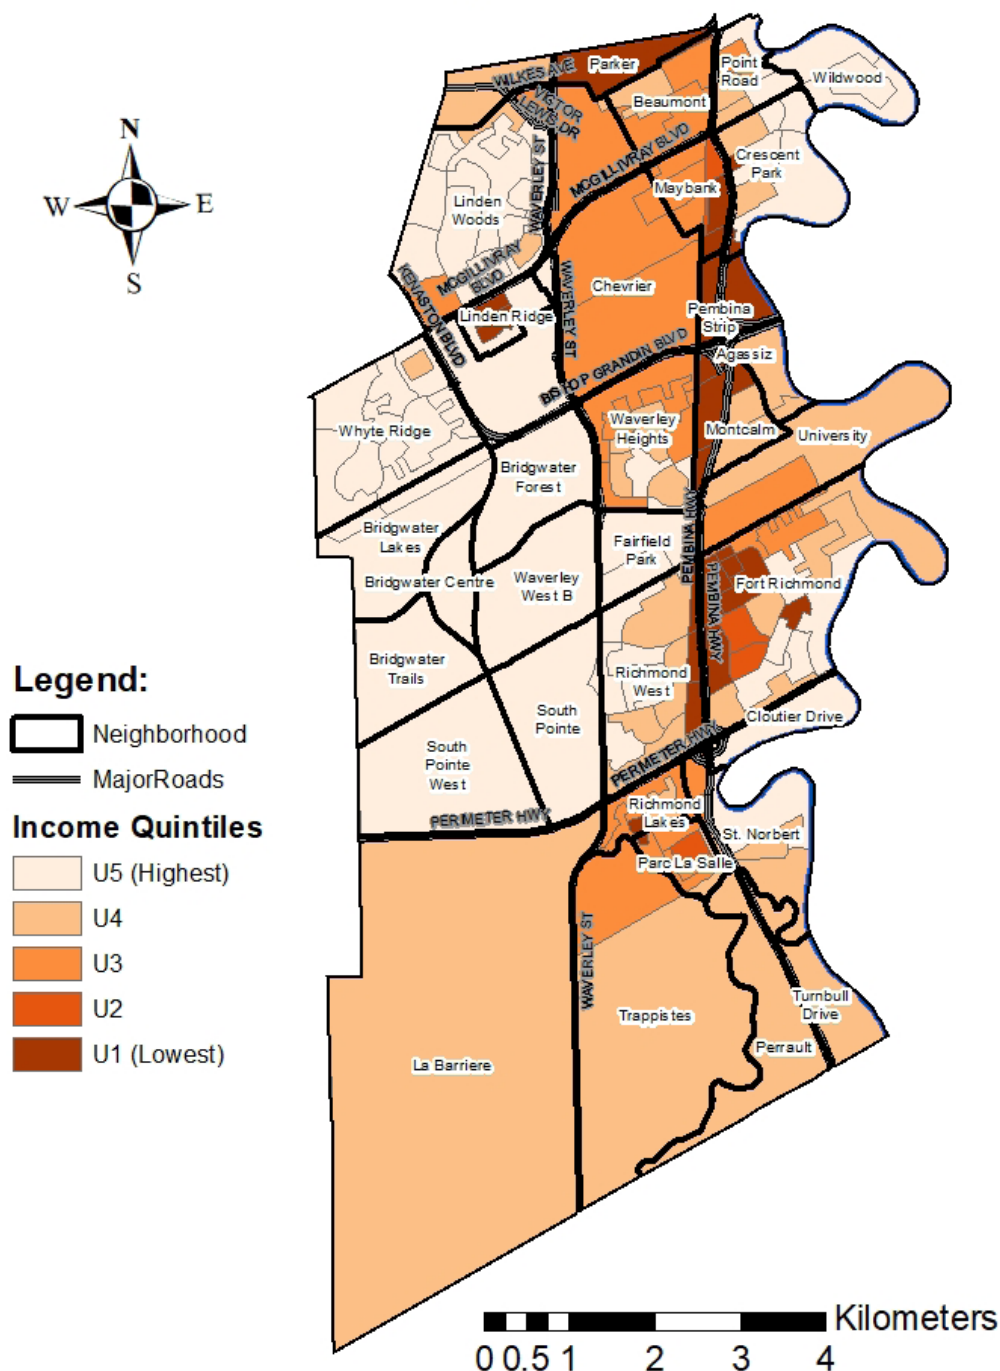 WILKES AVE
Parker
Point
Road
Wildwood
VICTOR
LEWIS DR
Beaumont
N
W
E
S
MCGILLIVRAY BLVD
WAVERLEY ST
Crescent
Park
Maybank
Linden
Woods
MCGILLIVRAY
BLVD
KENASTON BLVD
WAVERLEY ST
Chevrier
Linden Ridge
Pembina
Strip
BISHOP GRANDIN BLVD
Agassiz
Whyte Ridge
Waverley
Heights
Montcalm
University
Bridgwater
Forest
PEMBINA HWY
Bridgwater
Lakes
Fairfield
Park
Bridgwater Centre
Waverley
West B
PEMBINA HWY
Fort Richmond
Bridgwater
Trails
Richmond
West
South
Pointe
Cloutier Drive
South
Pointe
West
PERIMETER HWY
PERIMETER HWY
Richmond
Lakes
St. Norbert
Parc La Salle
WAVERLEY ST
Trappistes
Turnbull
Drive
Perrault
La Barriere
Legend:
Neighborhood
MajorRoads
Income Quintiles
U5 (Highest)
U4
U3
U2
U1 (Lowest)
Kilometers
0 0.5 1 2 3 4